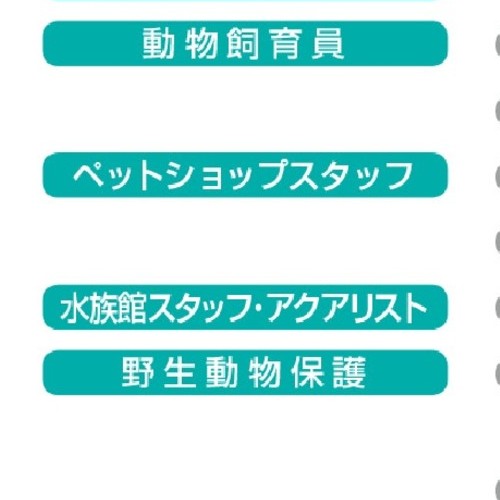 動物飼育員
ペットショップスタッフ
水族館スタッフ・アクアリスト
野生動物保護